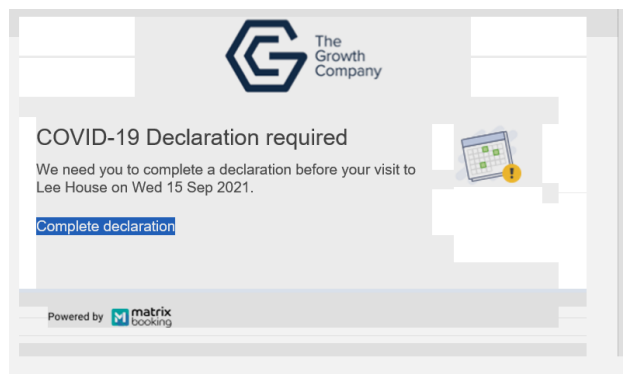 The
Growth
Company
COVID-19 Declaration required
We need you to complete a declaration before your visit to
Lee House on Wed 15 Sep 2021.
Complete declaration
Powered by matrix
booking